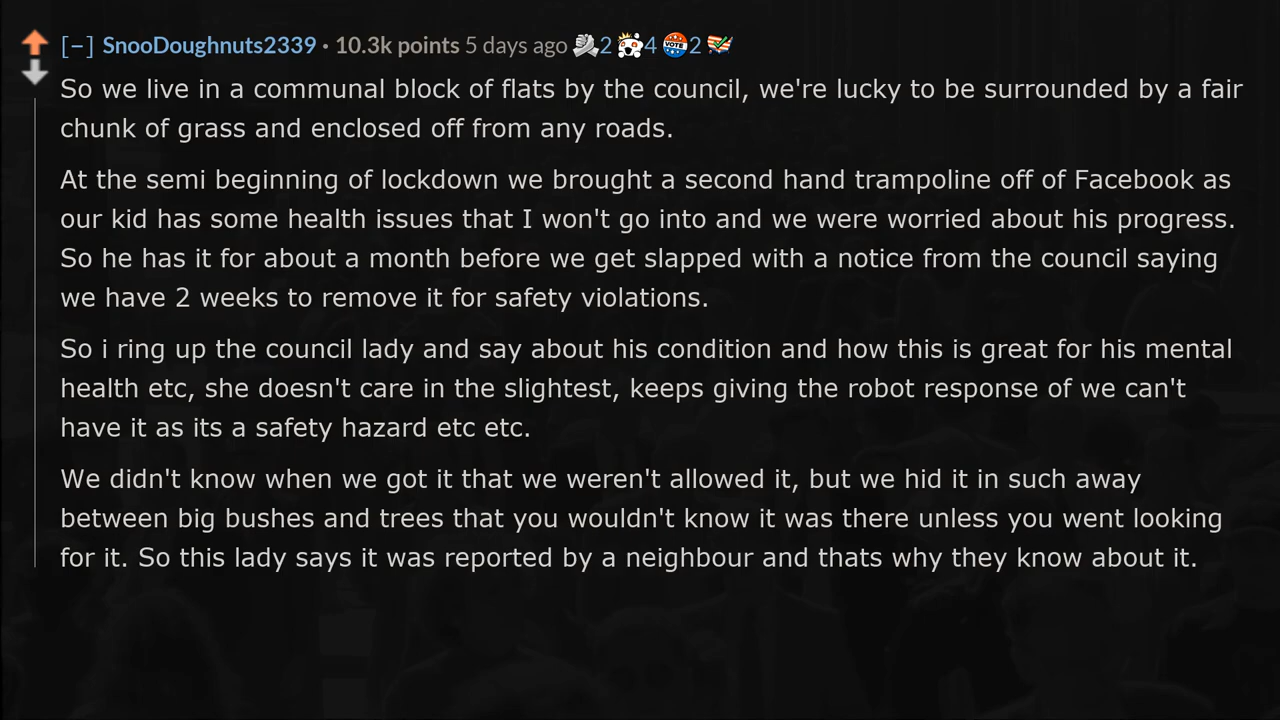 [–] SnooDoughnuts2339 · 10.3k points 5 days ago 2 4 VOTE 2
So we live in a communal block of flats by the council, we're lucky to be surrounded by a fair
chunk of grass and enclosed off from any roads.
At the semi beginning of lockdown we brought a second hand trampoline off of Facebook as
our kid has some health issues that I won't go into and we were worried about his progress.
So he has it for about a month before we get slapped with a notice from the council saying
we have 2 weeks to remove it for safety violations.
So i ring up the council lady and say about his condition and how this is great for his mental
health etc, she doesn't care in the slightest, keeps giving the robot response of we can't
have it as its a safety hazard etc etc.
We didn't know when we got it that we weren't allowed it, but we hid it in such away
between big bushes and trees that you wouldn't know it was there unless you went looking
for it. So this lady says it was reported by a neighbour and thats why they know about it.